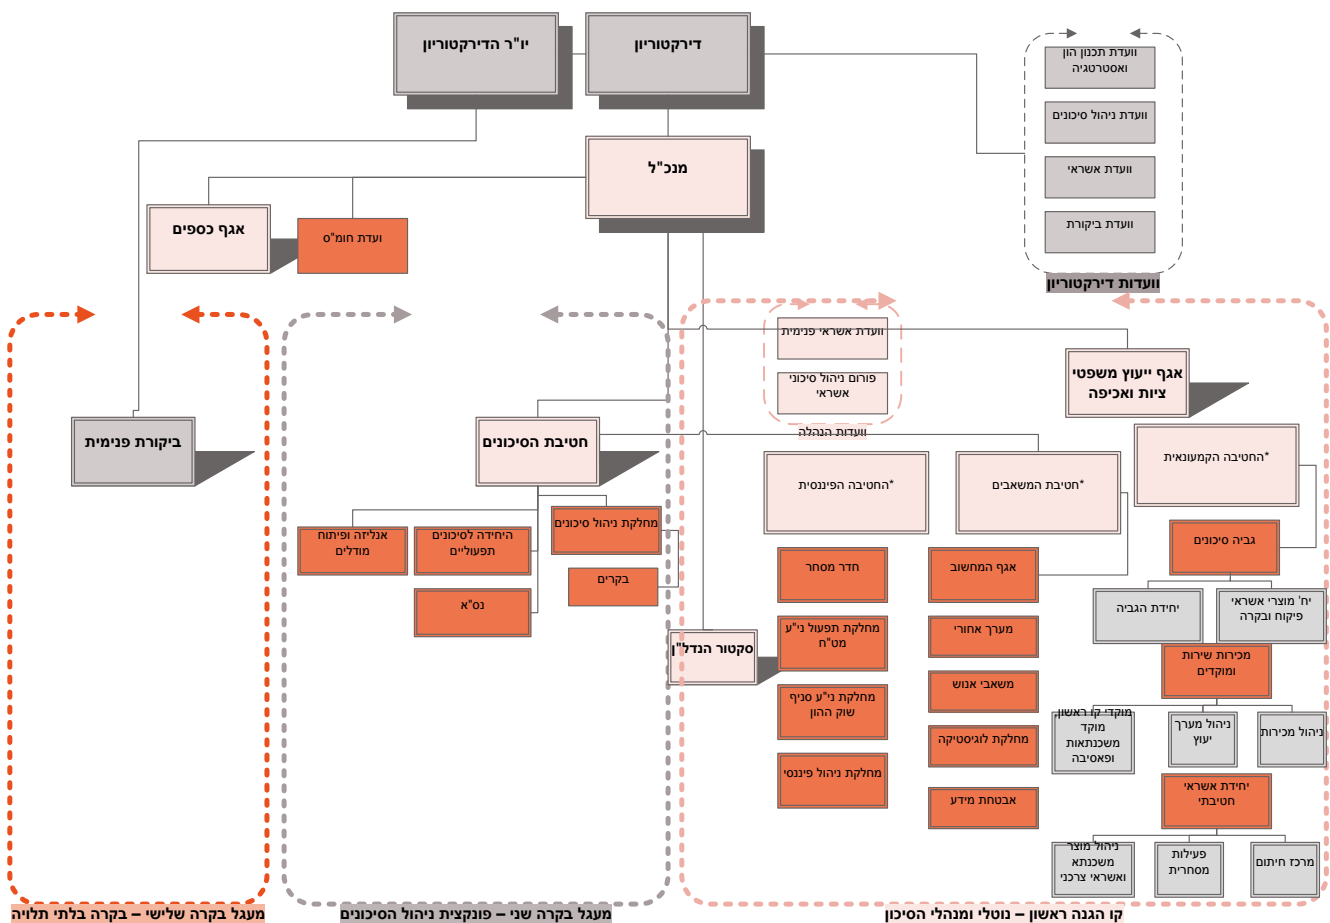 יו"ר הדירקטוריון
דירקטוריון
וועדת תכנון הון
ואסטרטגיה
וועדת ניהול סיכונים
וועדת אשראי
וועדת ביקורת
וועדות דירקטוריון
מנכ"ל
אגף כספים
ועדת חומ"ס
וועדת אשראי פנימית
פורום ניהול סיכוני
אשראי
וועדות הנהלה
אגף ייעוץ משפטי
ציות ואכיפה
ביקורת פנימית
חטיבת הסיכונים
*החטיבה הפיננסית
*חטיבת המשאבים
*החטיבה הקמעונאית
אנליזה ופיתוח
מודלים
היחידה לסיכונים
תפעוליים
מחלקת ניהול סיכונים
בקרים
נס"א
סקטור הנדל"ן
חדר מסחר
מחלקת תפעול ני"ע
מט"ח
מחלקת ני"ע סניף
שוק ההון
מחלקת ניהול פיננסי
אגף המחשוב
מערך אחורי
משאבי אנוש
מחלקת לוגיסטיקה
אבטחת מידע
גביה סיכונים
יחידת הגביה
יח' מוצרי אשראי
פיקוח ובקרה
מכירות שירות
ומוקדים
מוקדי קו ראשון,
מוקד
משכנתאות
ופאסיבה
ניהול מערך
יעוץ
ניהול מכירות
יחידת אשראי
חטיבתי
ניהול מוצר
משכנתא
ואשראי צרכני
פעילות
מסחרית
מרכז חיתום
מעגל בקרה שלישי – בקרה בלתי תלויה
מעגל בקרה שני – פונקצית ניהול הסיכונים
קו הגנה ראשון – נוטלי ומנהלי הסיכון